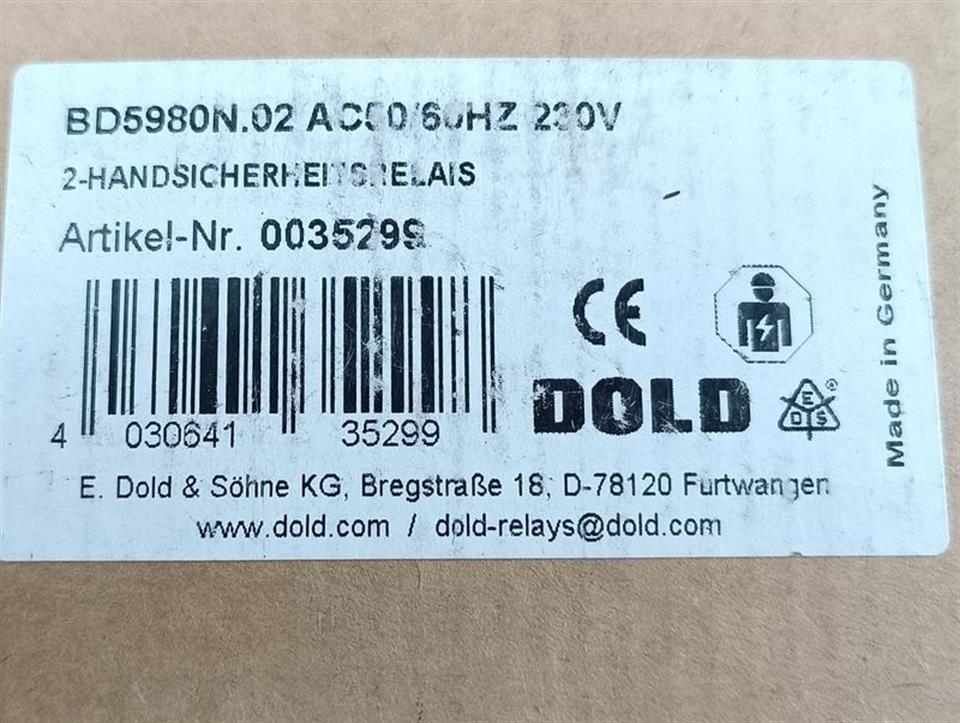 BD5980N.02 AC50/60HZ 230V
2-HANDSICHERHEITSRELAIS
Artikel-Nr. 0035299
4 030641 35299
CE
DOLD
EDS®
E. Dold & Söhne KG, Bregstraße 18, D-78120 Furtwangen
www.dold.com / dold-relays@dold.com
Made in Germany